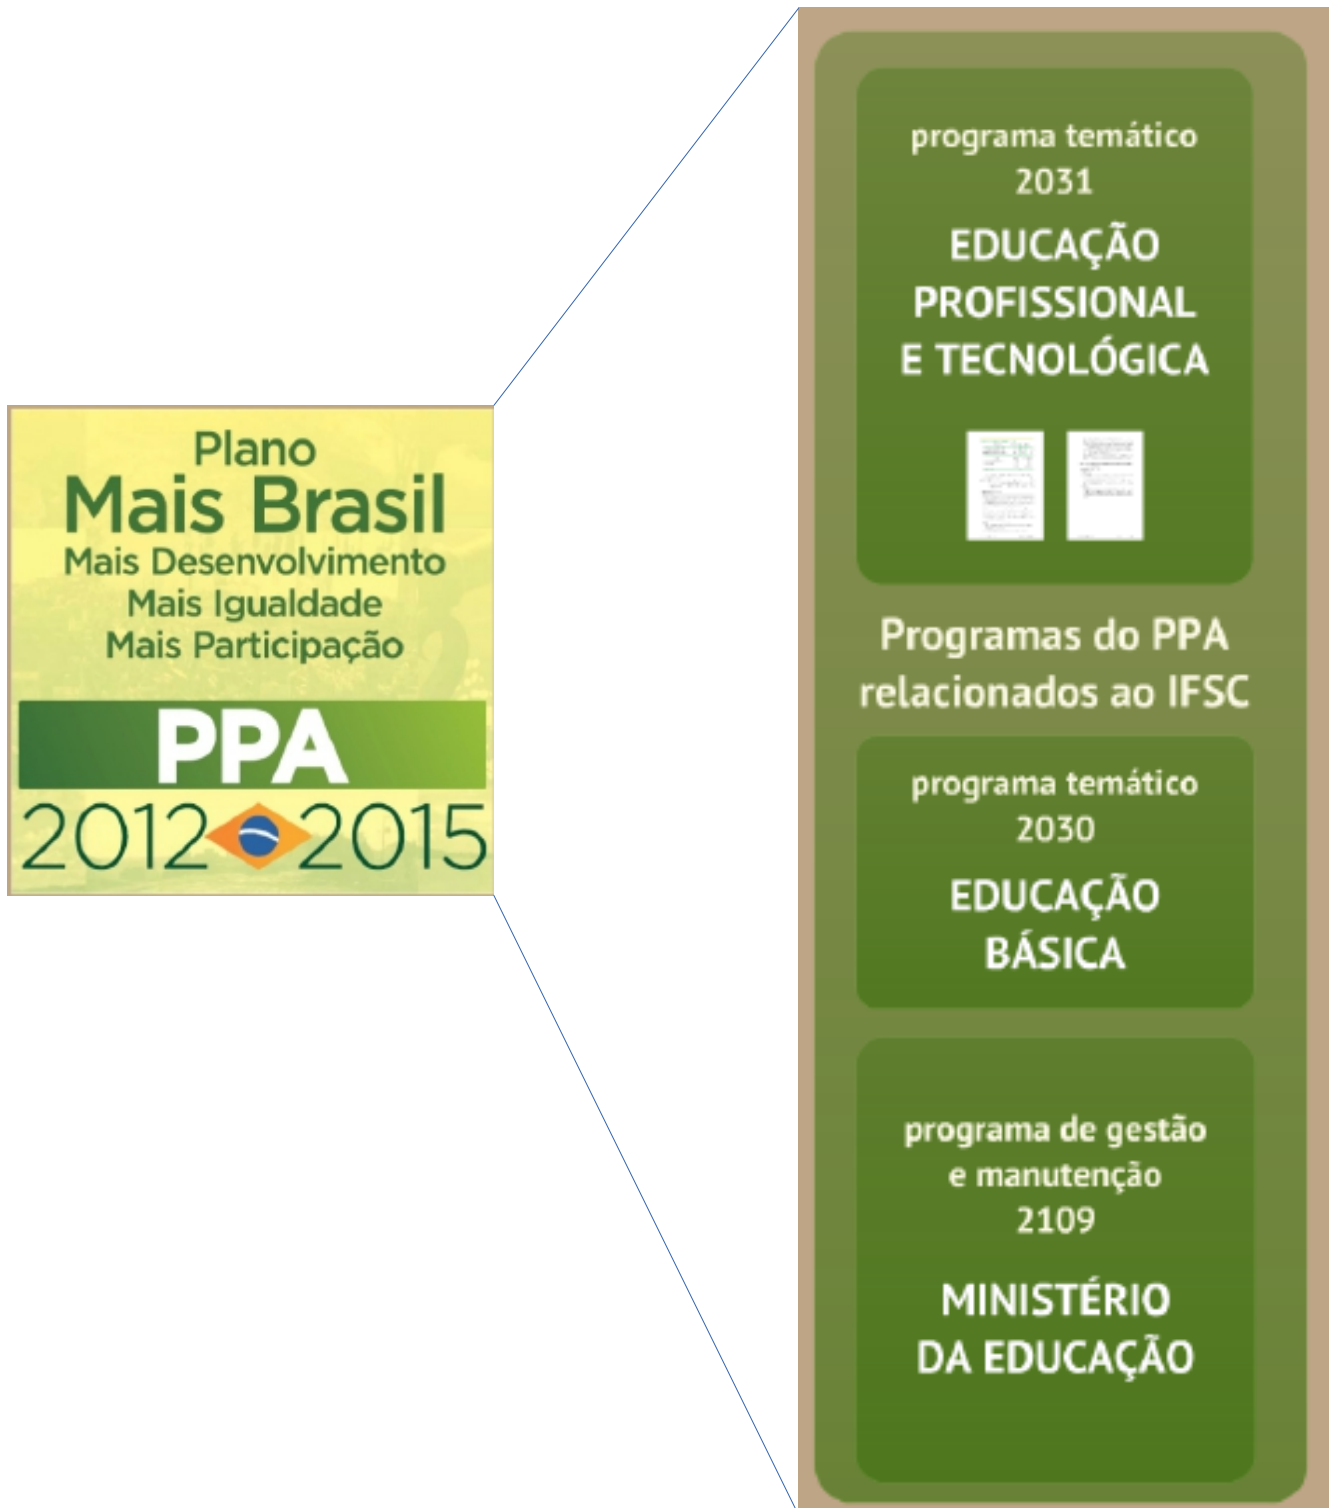 Plano
Mais Brasil
Mais Desenvolvimento
Mais Igualdade
Mais Participação
PPA
2012 2015
programa temático
2031
EDUCAÇÃO
PROFISSIONAL
E TECNOLÓGICA
Programas do PPA
relacionados ao IFSC
programa temático
2030
EDUCAÇÃO
BÁSICA
programa de gestão
e manutenção
2109
MINISTÉRIO
DA EDUCAÇÃO